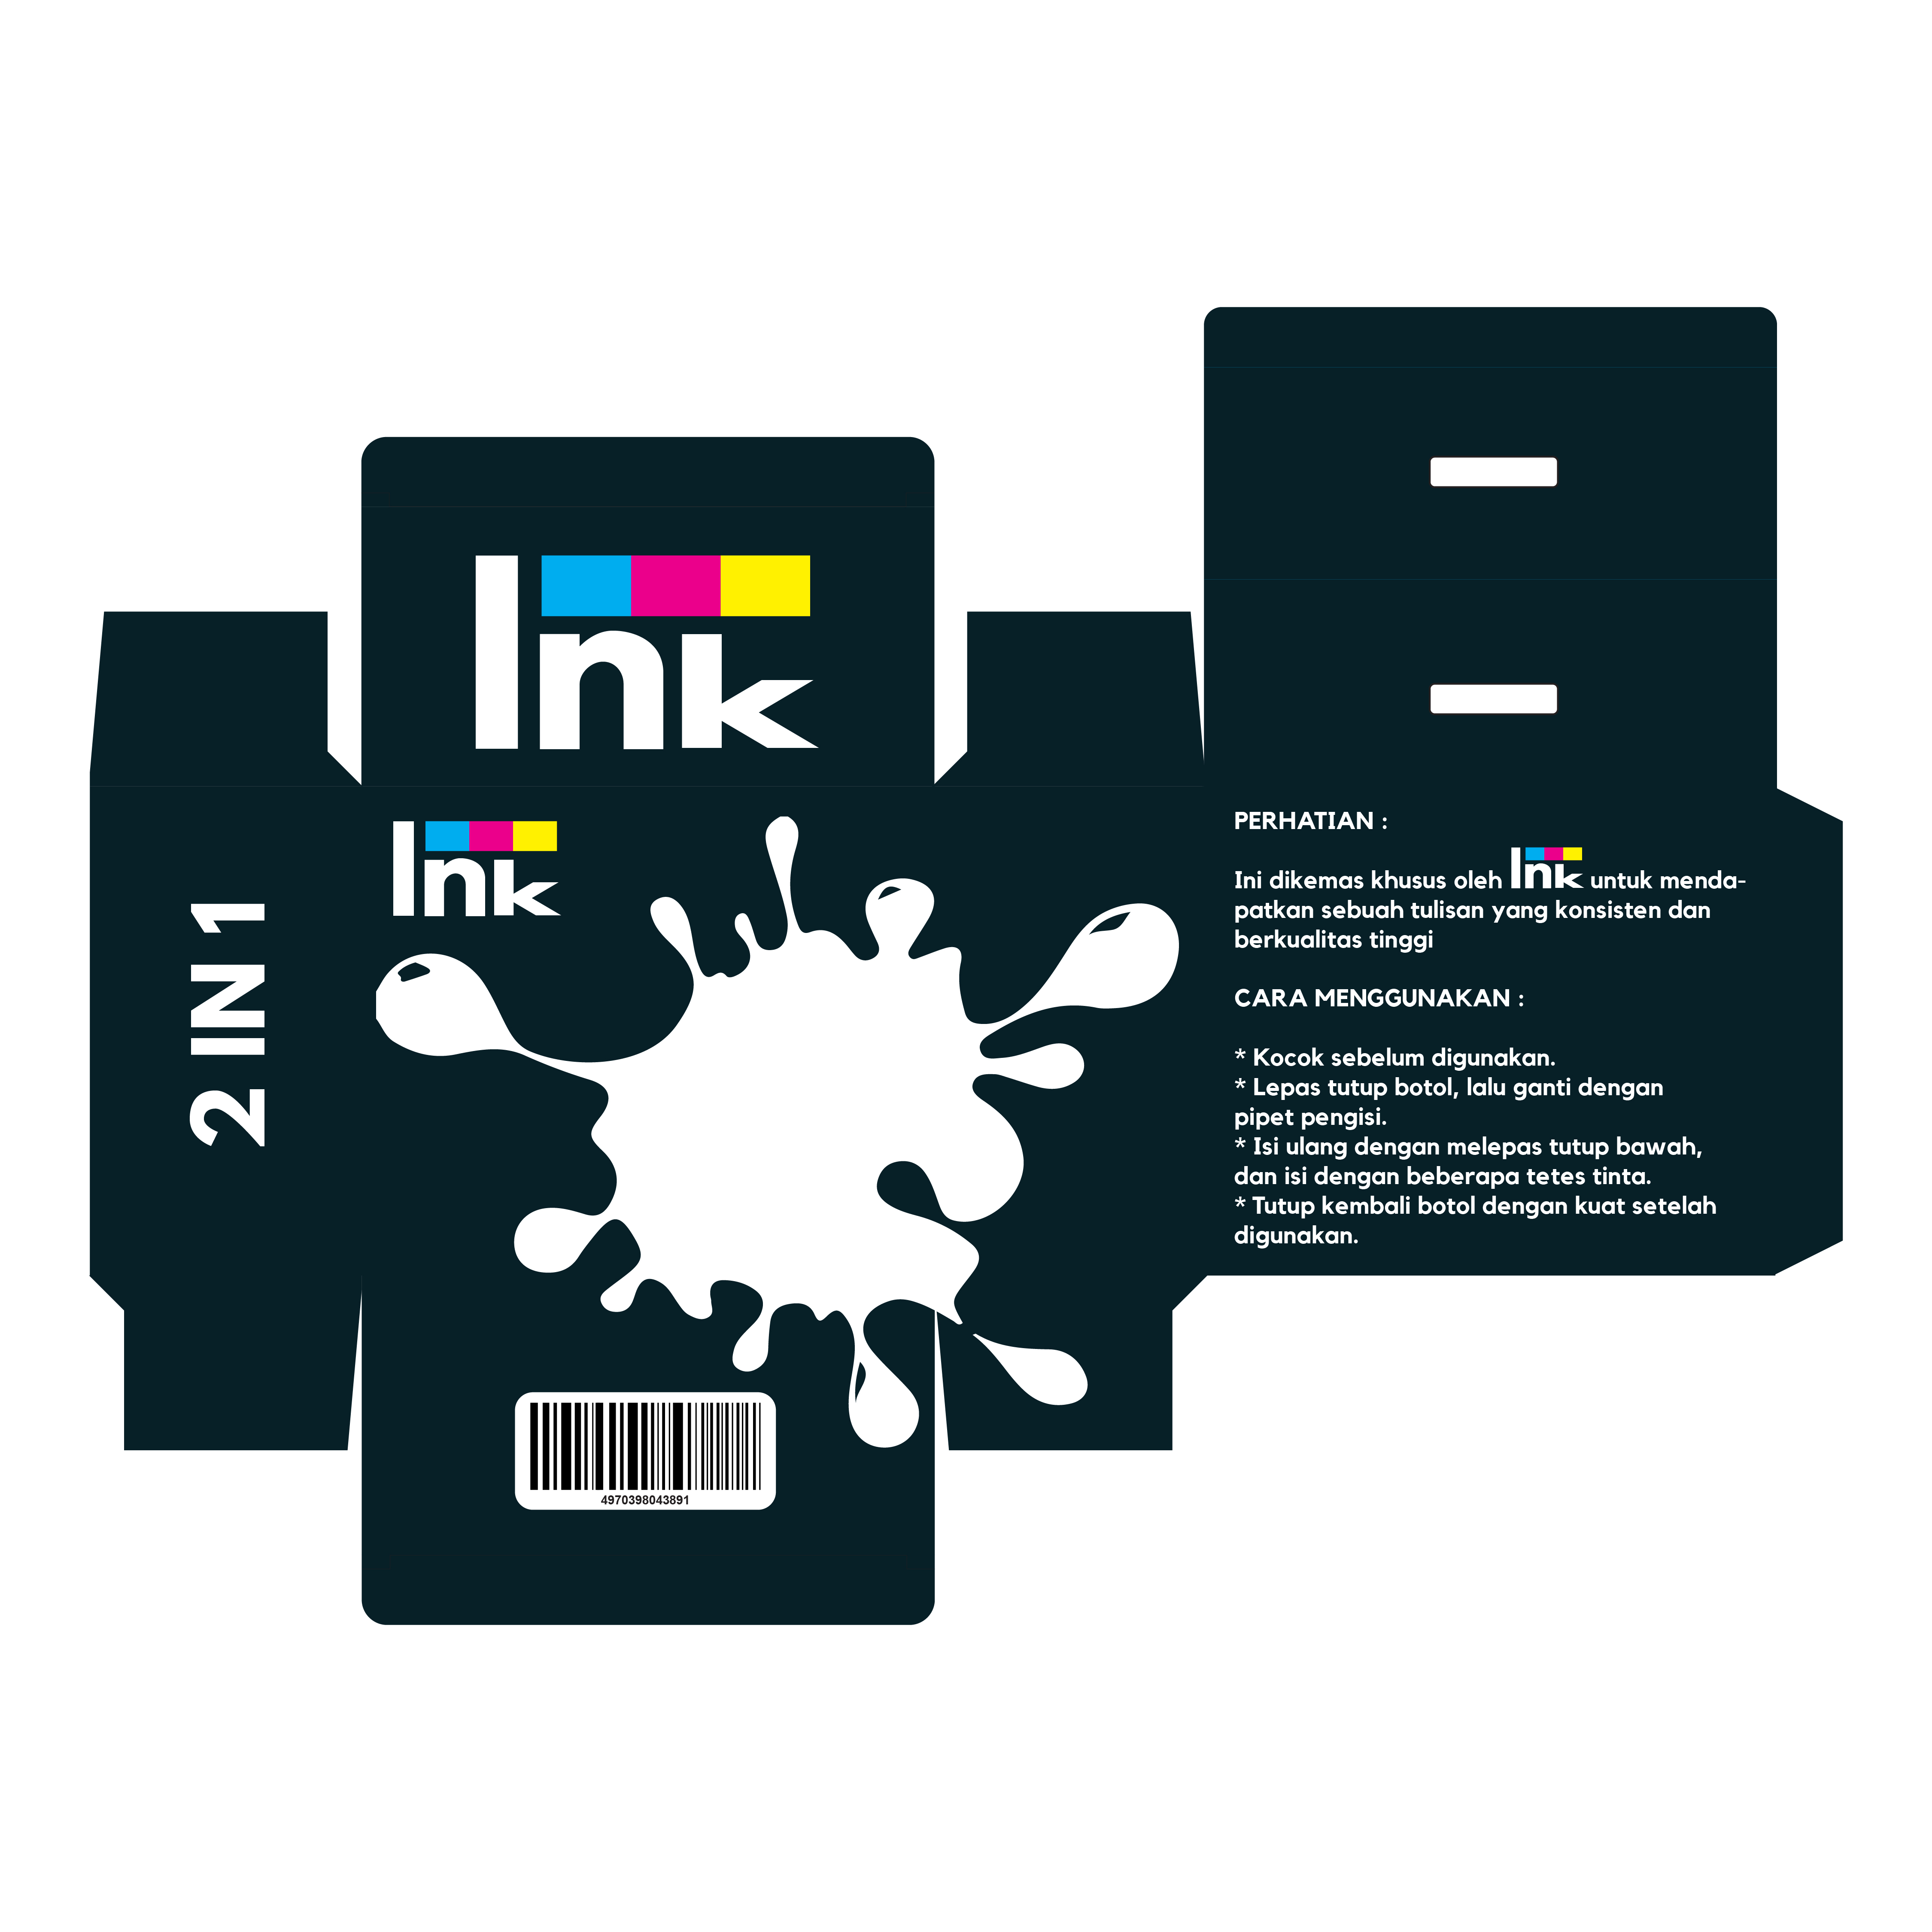 Ink
Ink
2 IN 1
4970398043891
PERHATIAN :
Ini dikemas khusus oleh Ink untuk menda-
patkan sebuah tulisan yang konsisten dan
berkualitas tinggi
CARA MENGGUNAKAN :
* Kocok sebelum digunakan.
* Lepas tutup botol, lalu ganti dengan
pipet pengisi.
* Isi ulang dengan melepas tutup bawah,
dan isi dengan beberapa tetes tinta.
* Tutup kembali botol dengan kuat setelah
digunakan.